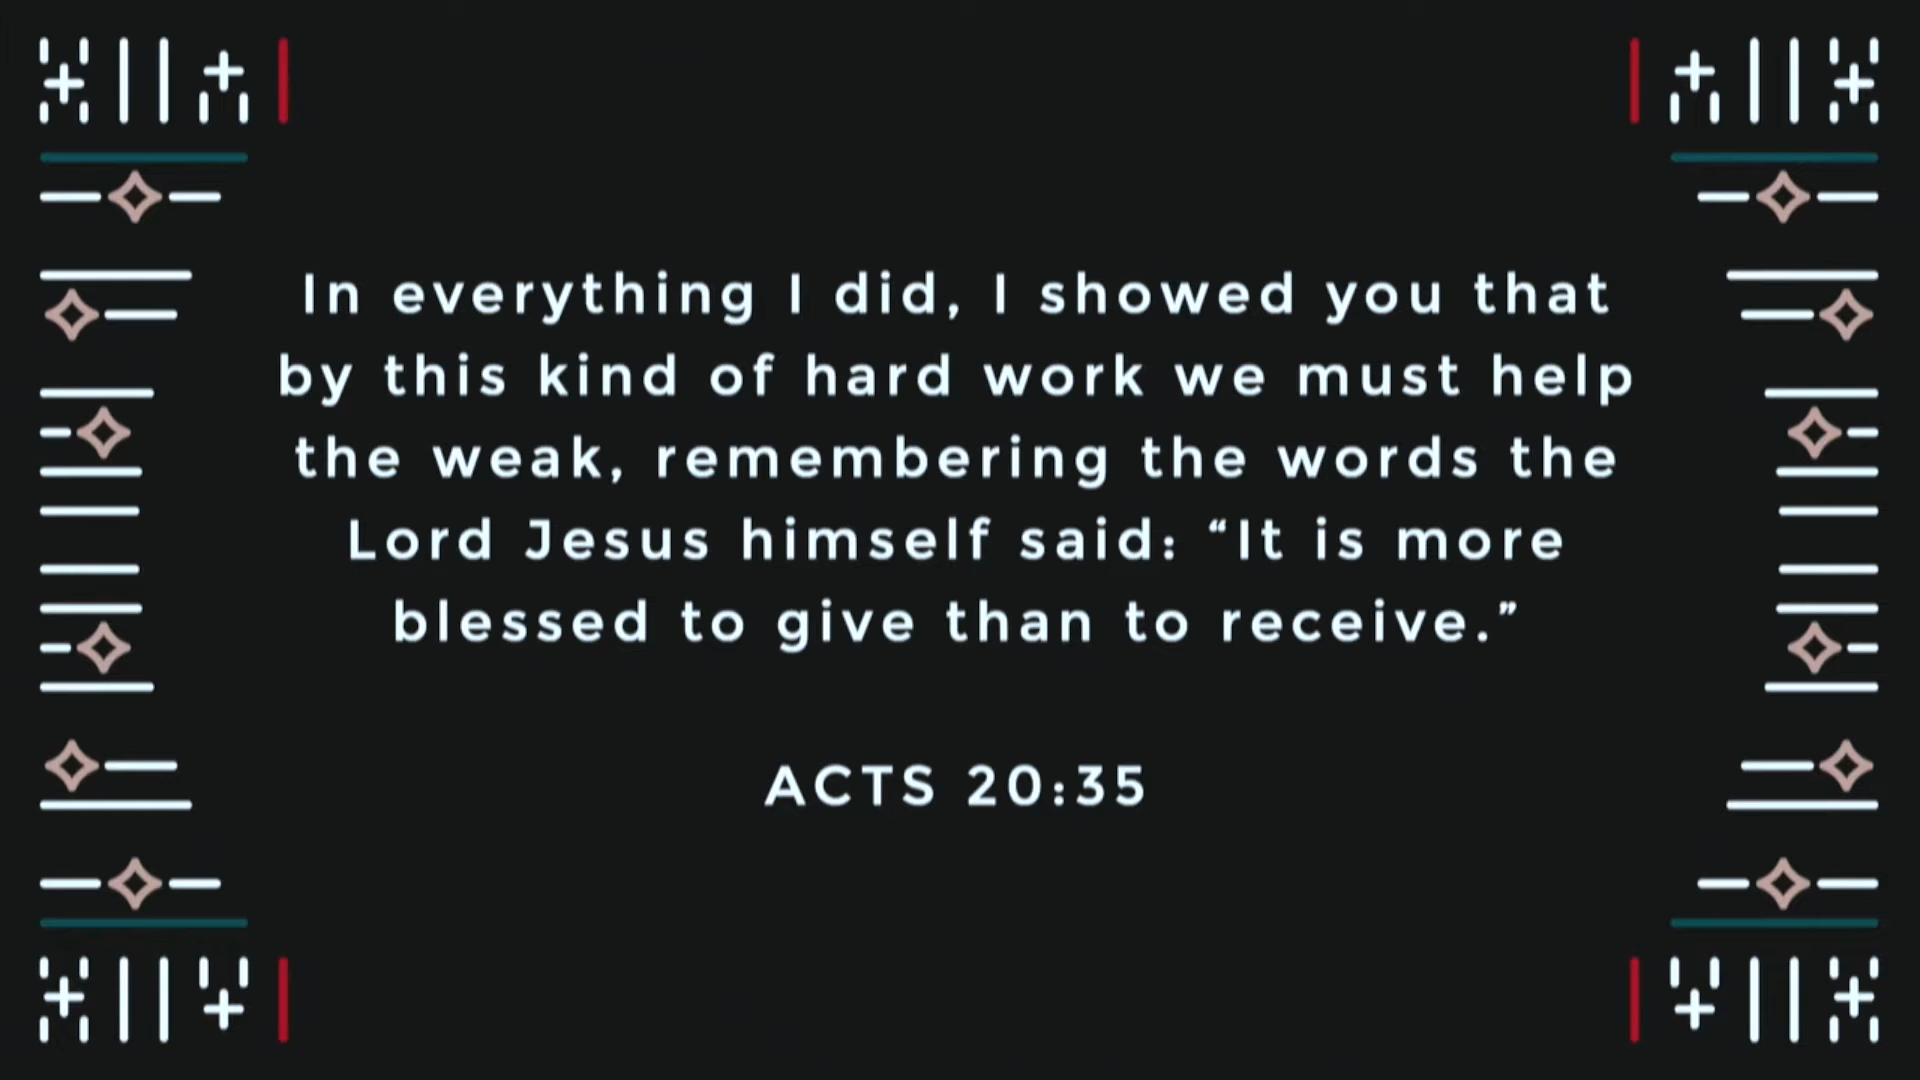 In everything I did, I showed you that
by this kind of hard work we must help
the weak, remembering the words the
Lord Jesus himself said: “It is more
blessed to give than to receive.”
ACTS 20:35